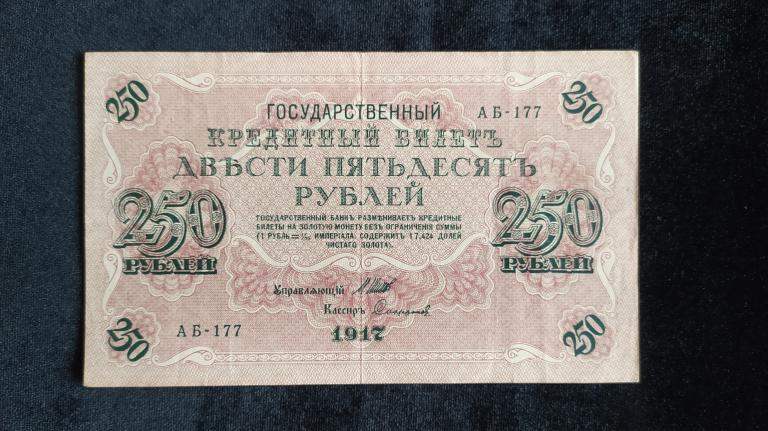 250 250
ГОСУДАРСТВЕННЫЙ АБ-177
КРЕДИТНЫЙ БИЛЕТЪ
ДВѢСТИ ПЯТЬДЕСЯТЪ
РУБЛЕЙ
250 250
РУБЛЕЙ РУБЛЕЙ
ГОСУДАРСТВЕННЫЙ БАНКЪ РАЗМѢНИВАЕТЪ КРЕДИТНЫЕ
БИЛЕТЫ НА ЗОЛОТУЮ МОНЕТУ БЕЗЪ ОГРАНИЧЕНІЯ СУММЫ
(1 РУБЛЬ = 1/15 ИМПЕРІАЛА, СОДЕРЖИТЪ 17,424 ДОЛЕЙ
ЧИСТАГО ЗОЛОТА).
Управляющій
Кассиръ
АБ-177 1917
250 250